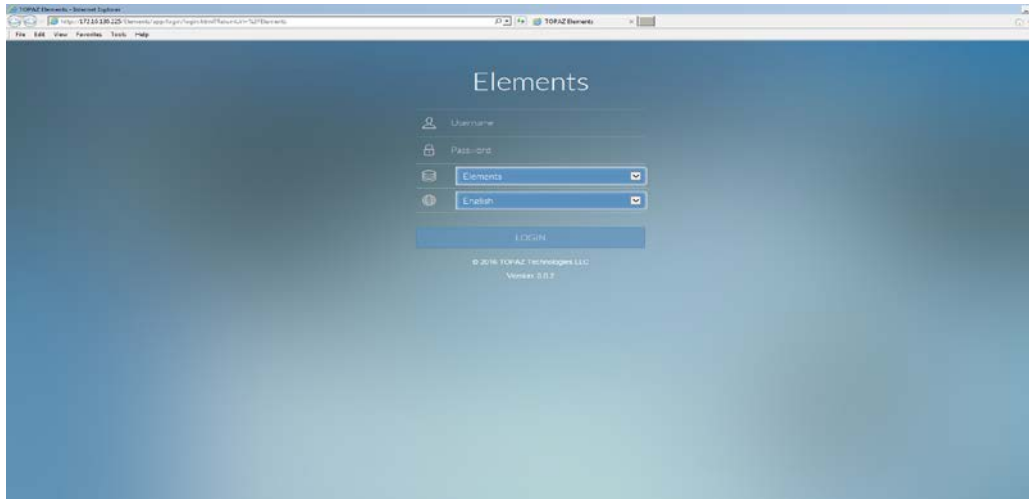 TOPAZ Elements - Internet Explorer
TOPAZ Elements
File Edit View Favorites Tools Help
Elements
Username
Password
Elements
English
LOGIN
© 2016 TOPAZ Technologies LLC